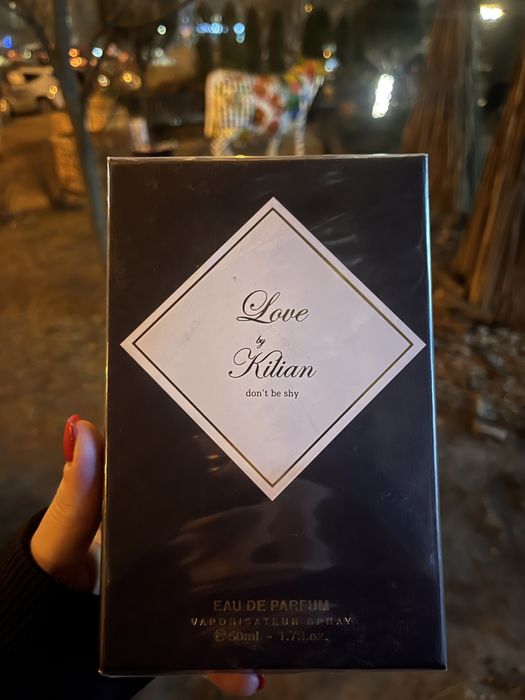 Love
by
Kilian
don't be shy
EAU DE PARFUM
VAPORISATEUR SPRAY
℮50ml - 1.7fl.oz.